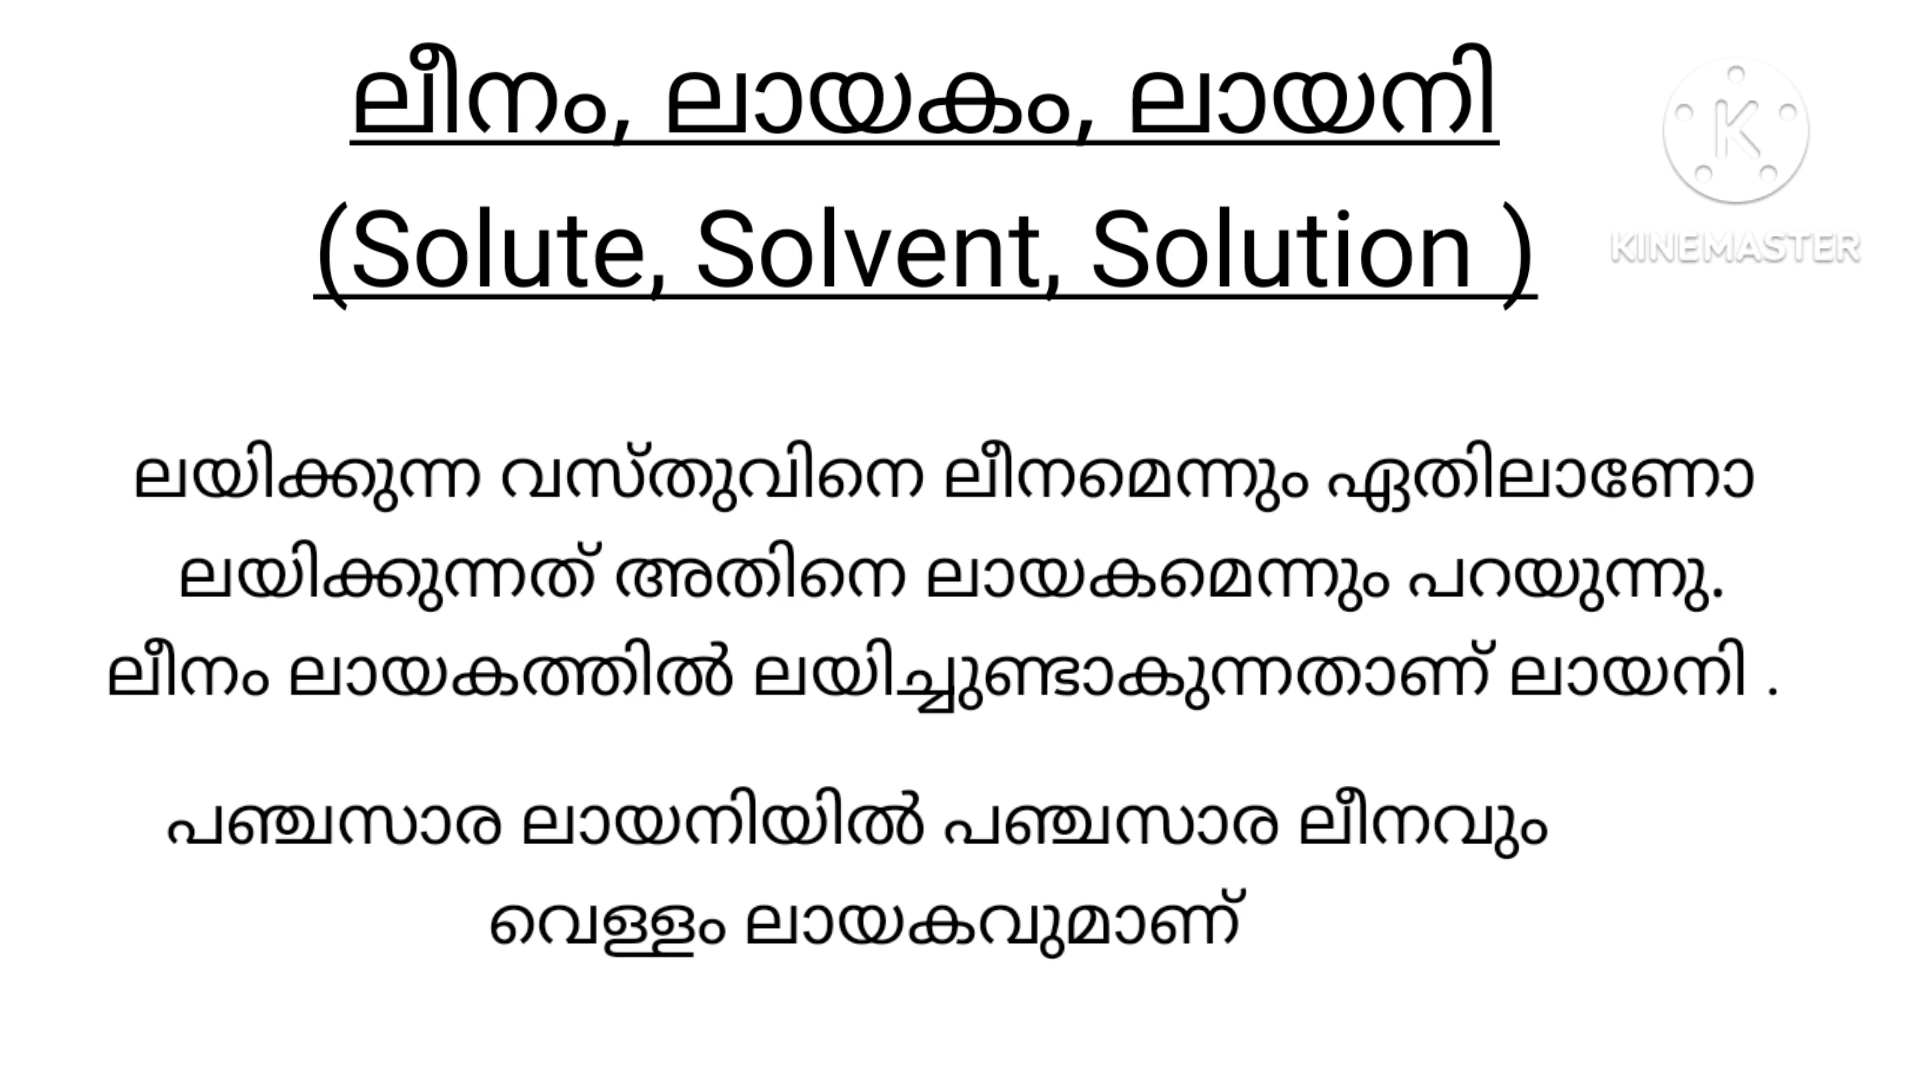 ലീനം, ലായകം, ലായനി
(Solute, Solvent, Solution )
K
KINEMASTER
ലയിക്കുന്ന വസ്തുവിനെ ലീനമെന്നും ഏതിലാണോ
ലയിക്കുന്നത് അതിനെ ലായകമെന്നും പറയുന്നു.
ലീനം ലായകത്തിൽ ലയിച്ചുണ്ടാകുന്നതാണ് ലായനി .
പഞ്ചസാര ലായനിയിൽ പഞ്ചസാര ലീനവും
വെള്ളം ലായകവുമാണ്